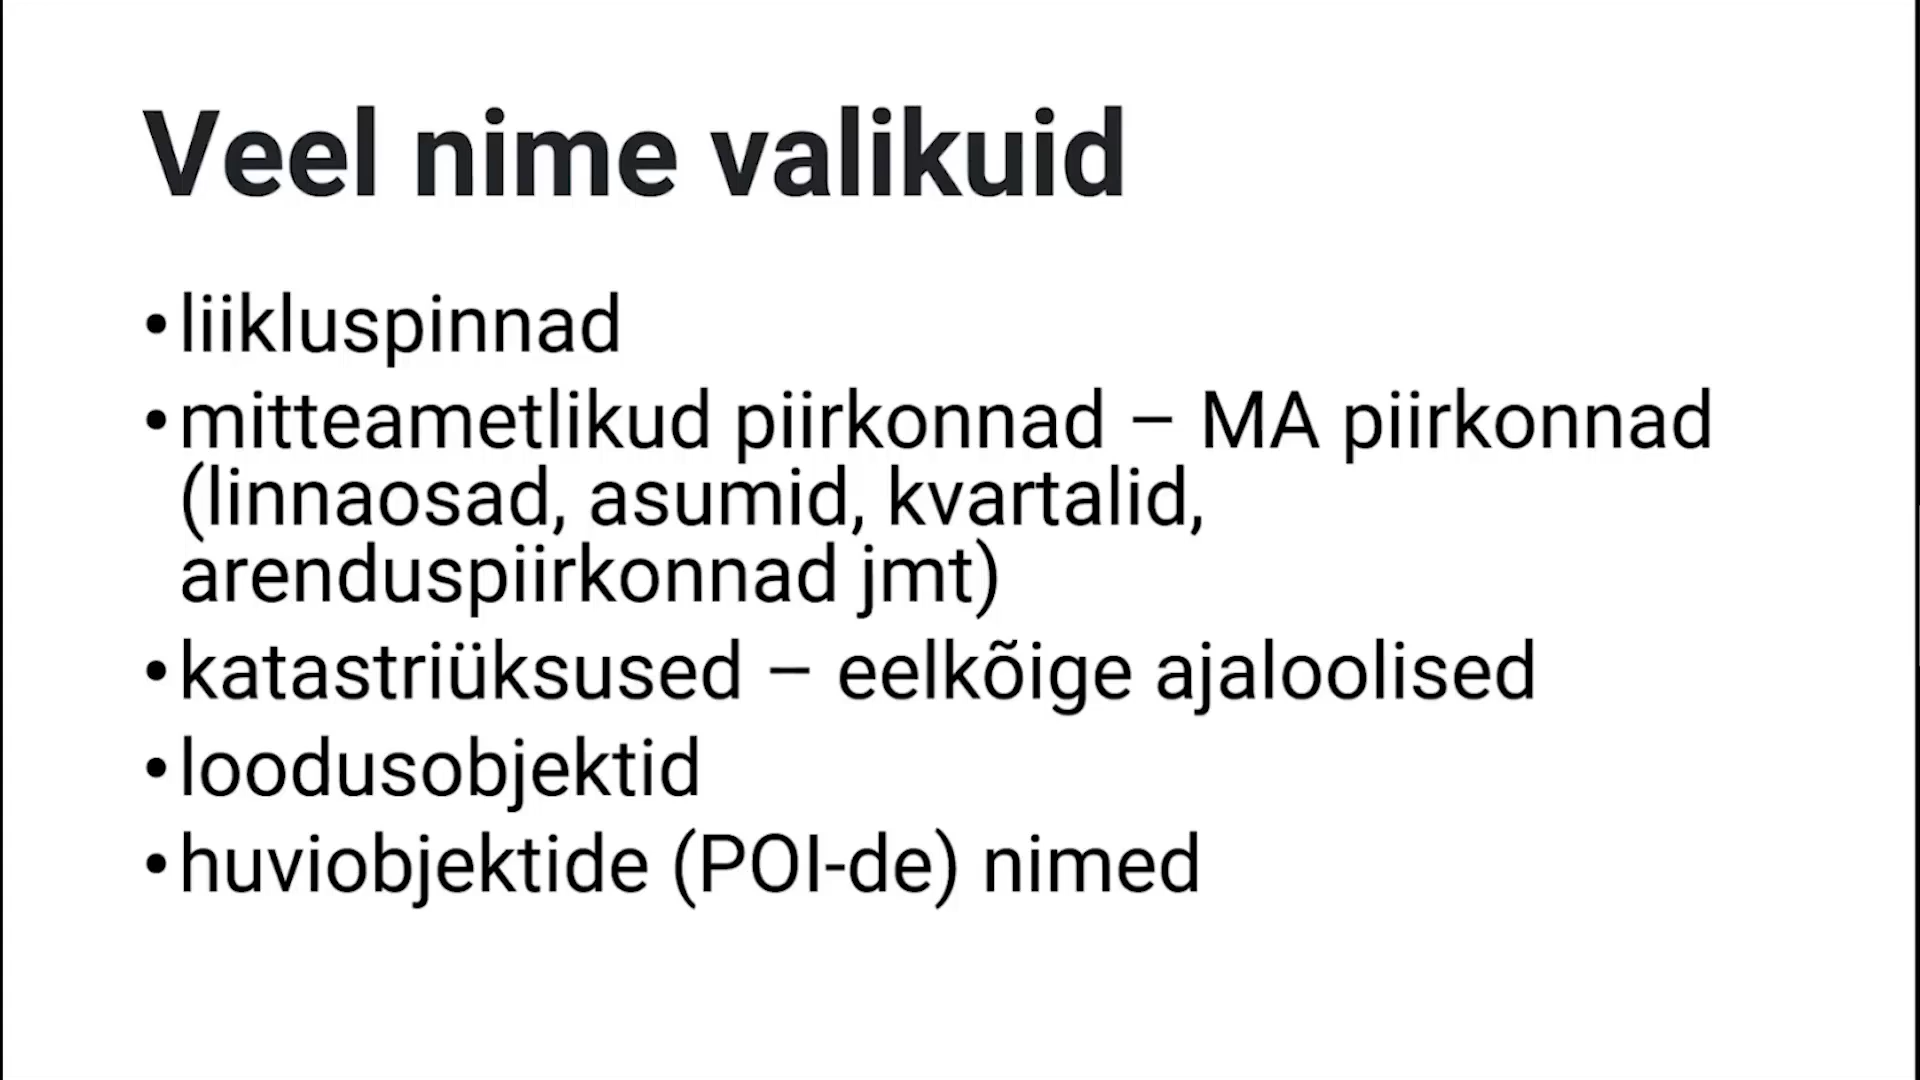 Veel nime valikuid
•liikluspinnad
•mitteametlikud piirkonnad – MA piirkonnad
(linnaosad, asumid, kvartalid,
arenduspiirkonnad jmt)
•katastriüksused – eelkõige ajaloolised
•loodusobjektid
•huviobjektide (POI-de) nimed